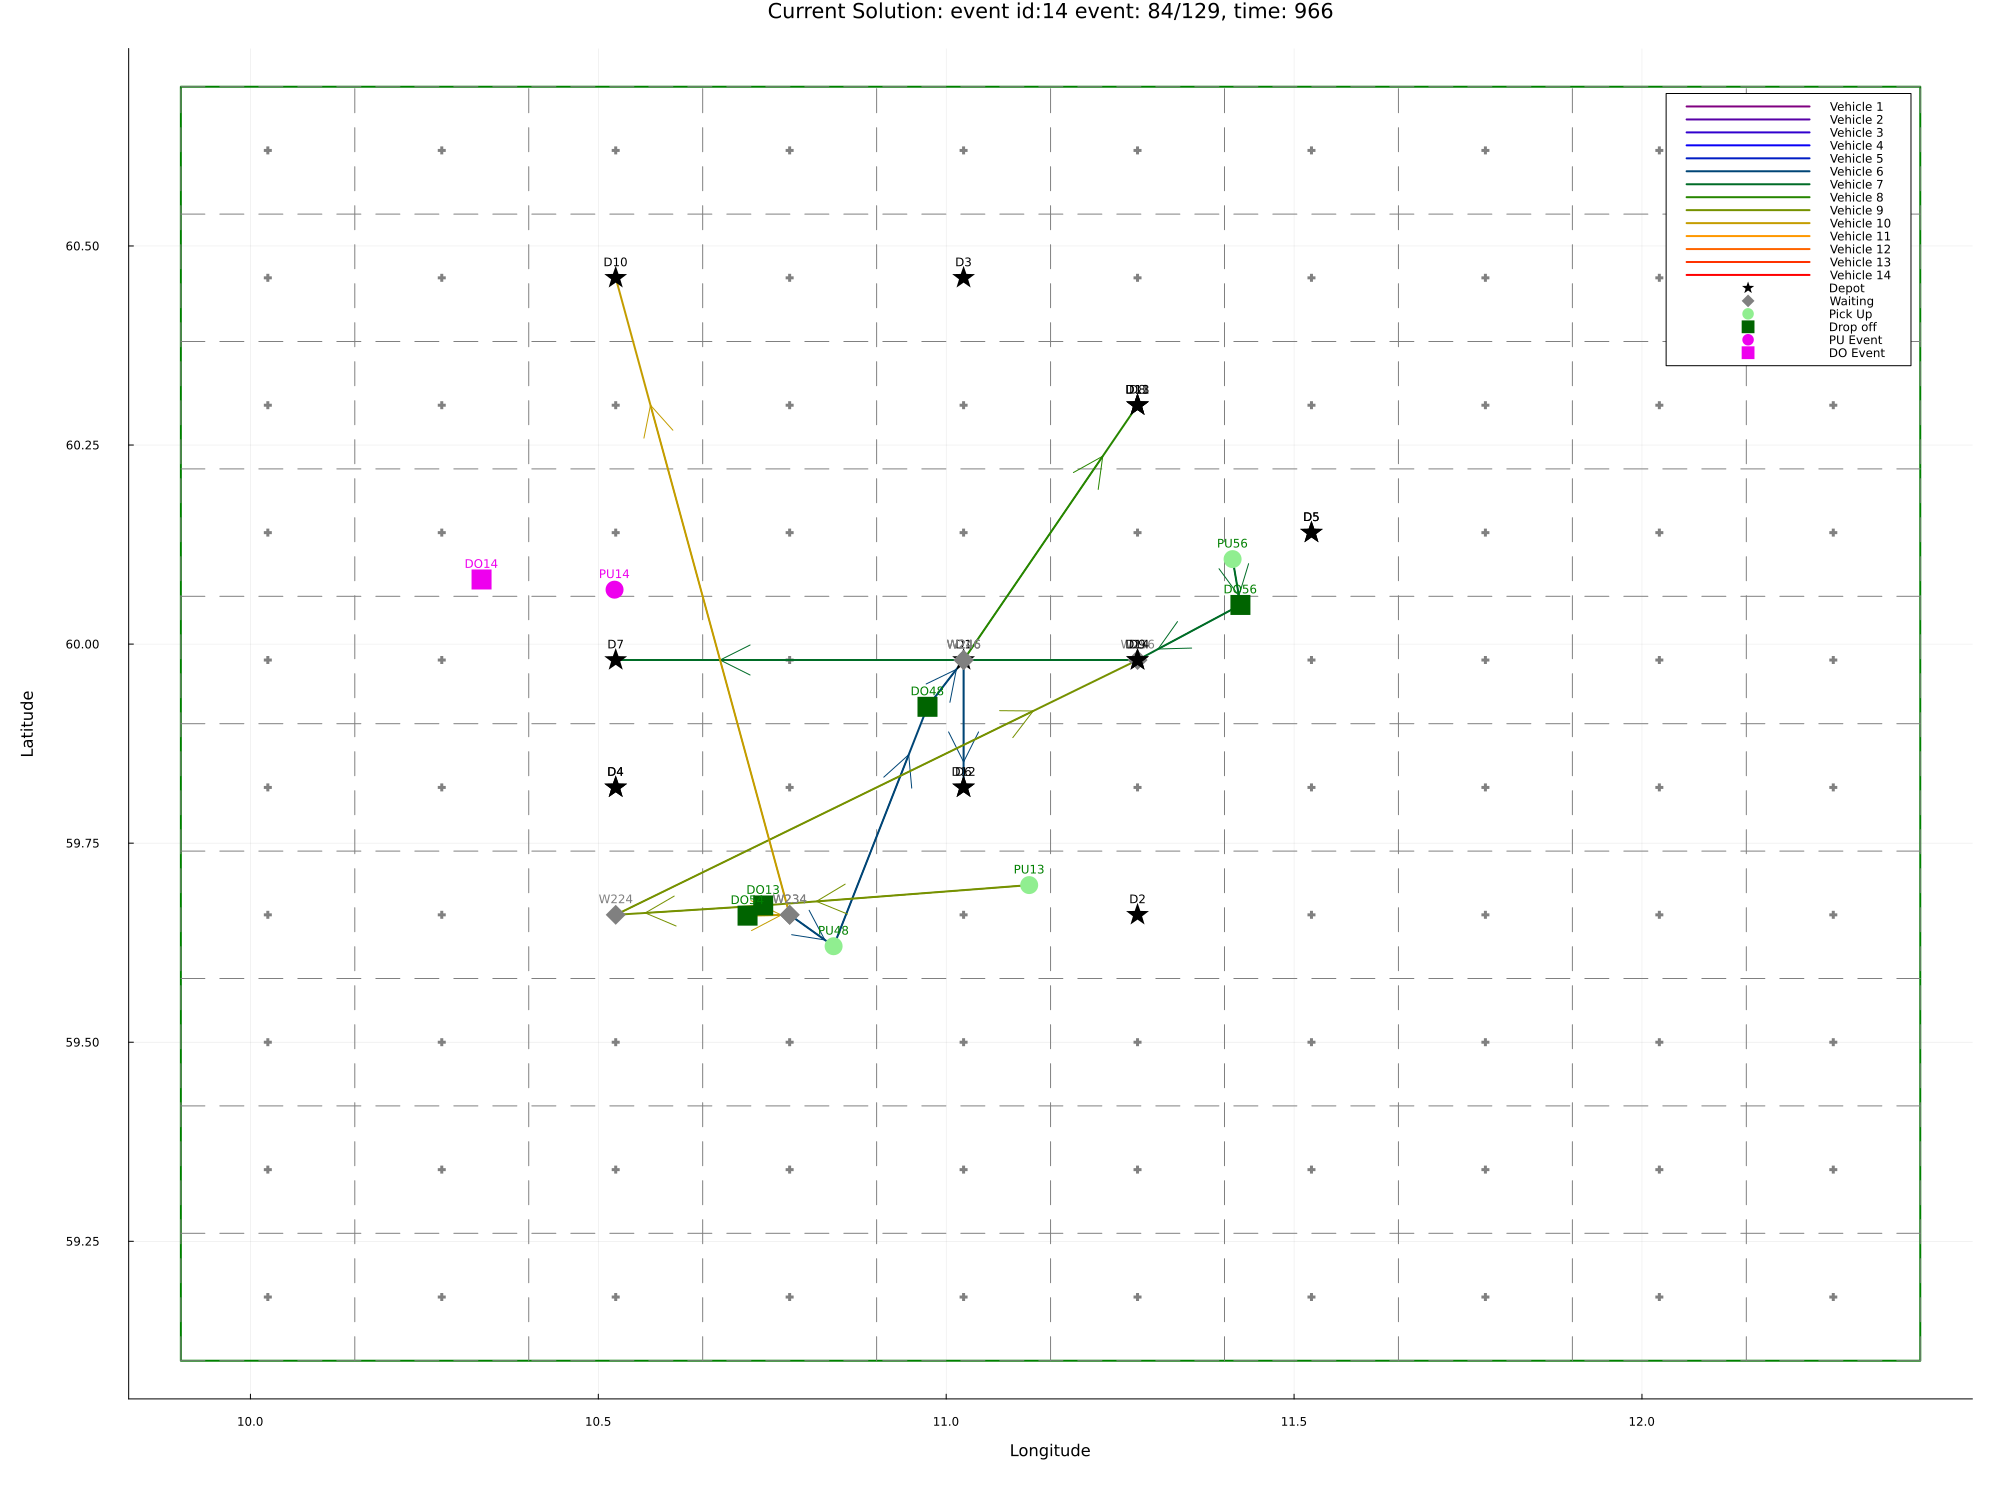 Current Solution: event id:14 event: 84/129, time: 966
Vehicle 1
Vehicle 2
Vehicle 3
Vehicle 4
Vehicle 5
Vehicle 6
Vehicle 7
Vehicle 8
Vehicle 9
Vehicle 10
Vehicle 11
Vehicle 12
Vehicle 13
Vehicle 14
Depot
Waiting
Pick Up
Drop off
PU Event
DO Event
60.50
D10
D3
60.25
D5
PU56
DO14
PU14
DO56
60.00
D7
DO48
D4
59.75
PU13
DO13
W224
W234
D2
PU48
59.50
59.25
Latitude
10.0
10.5
11.0
11.5
12.0
Longitude